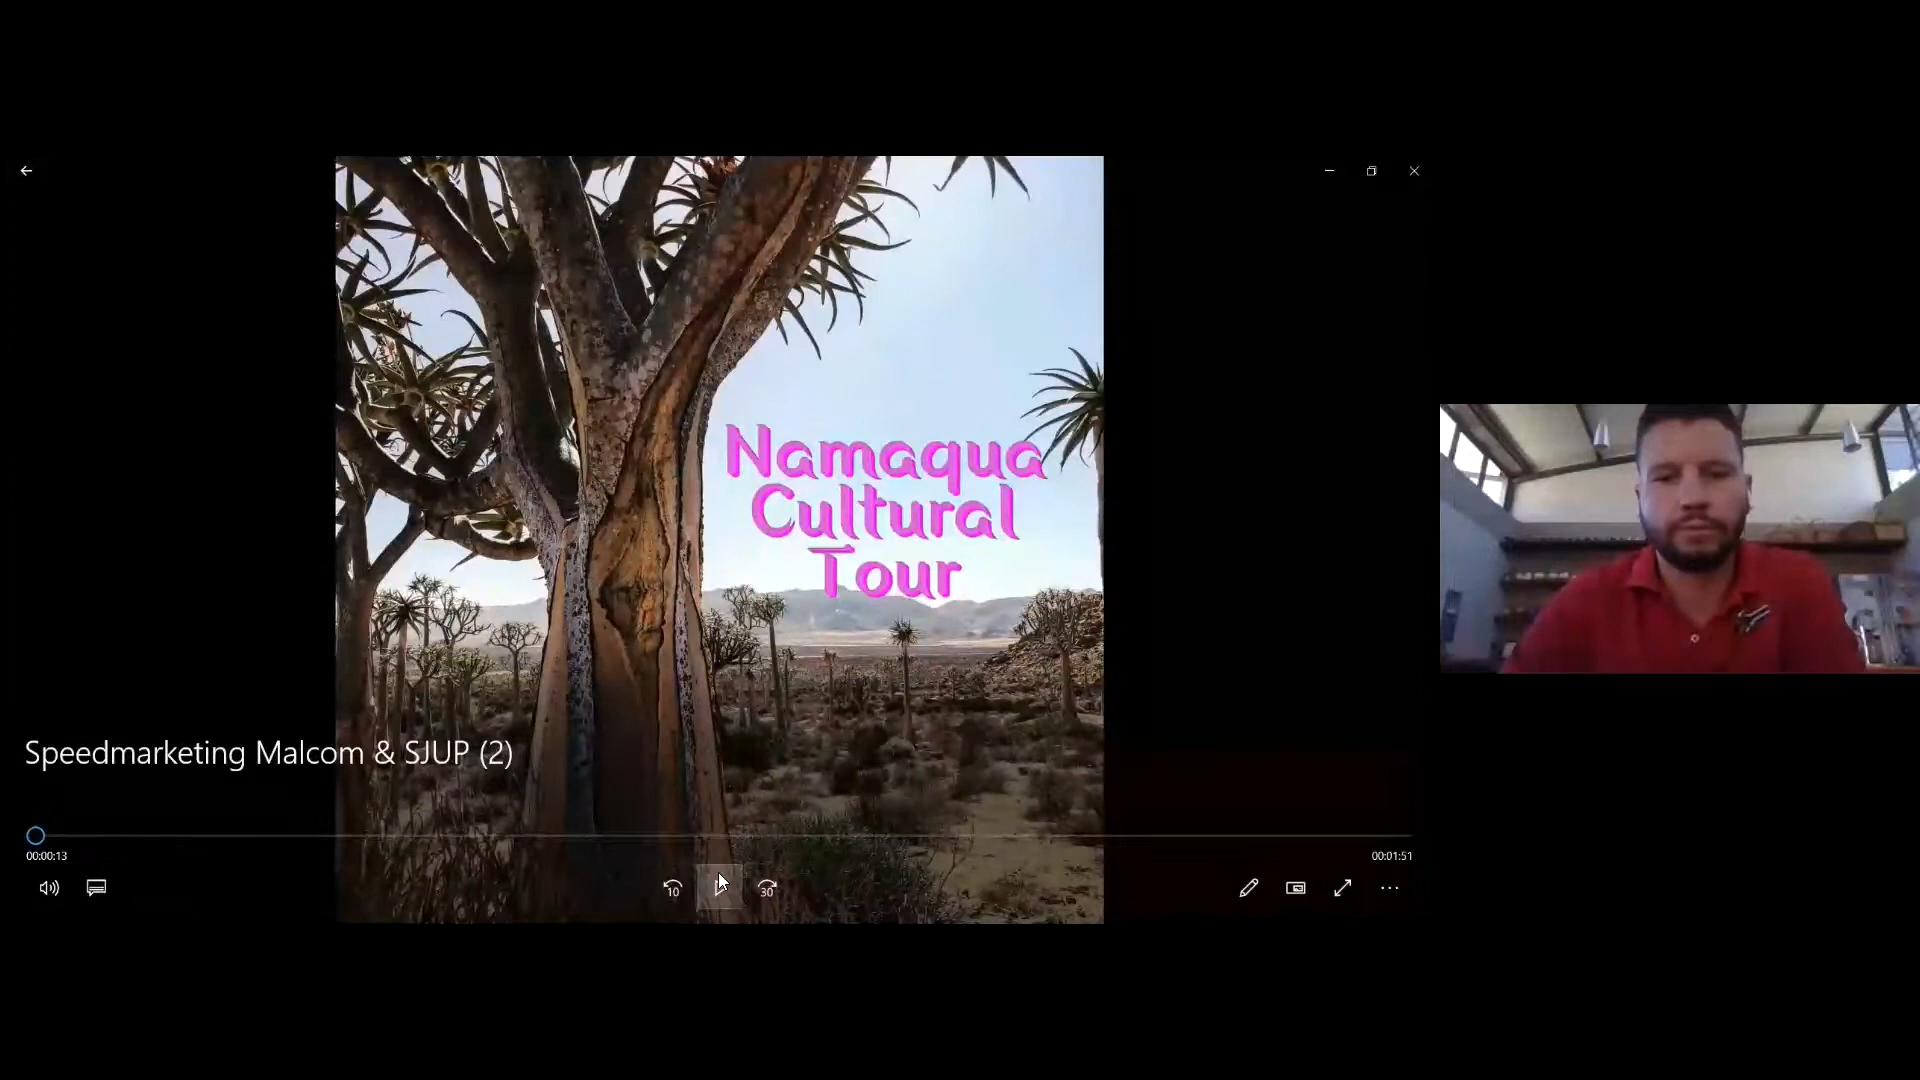 Namaqua
Cultural
Tour
Speedmarketing Malcom & SJUP (2)
00:00:13
00:01:51
10
30